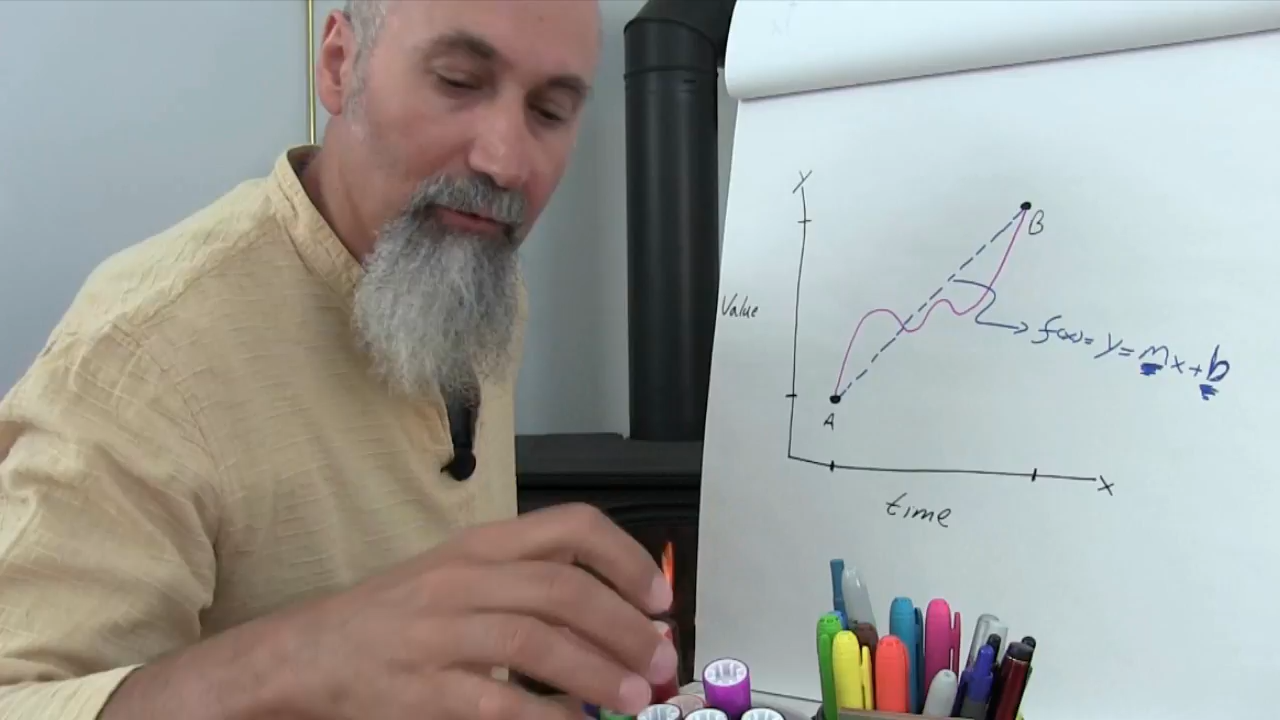 Y
B
Value
f(x)= y=mx+b
A
X
time